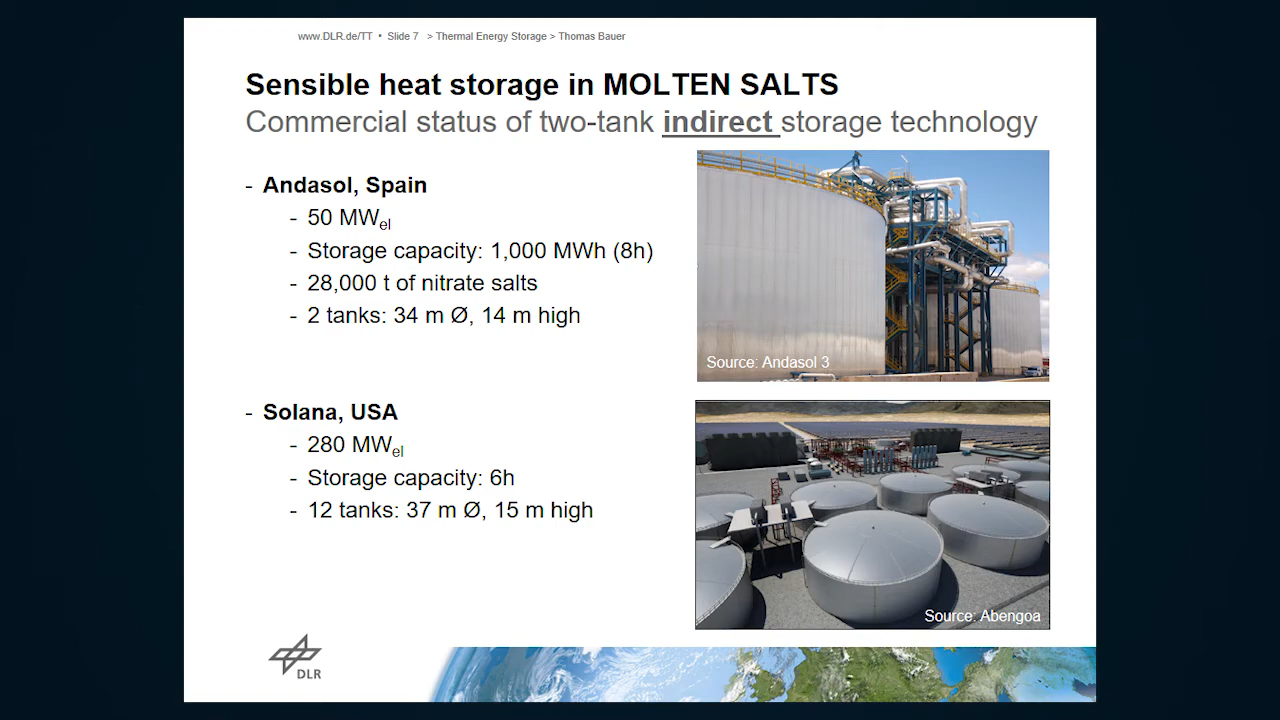 www.DLR.de/TT • Slide 7 > Thermal Energy Storage > Thomas Bauer
Sensible heat storage in MOLTEN SALTS
Commercial status of two-tank indirect storage technology
- Andasol, Spain
- 50 MWel
- Storage capacity: 1,000 MWh (8h)
- 28,000 t of nitrate salts
- 2 tanks: 34 m Ø, 14 m high
Source: Andasol 3
- Solana, USA
- 280 MWel
- Storage capacity: 6h
- 12 tanks: 37 m Ø, 15 m high
Source: Abengoa
DLR